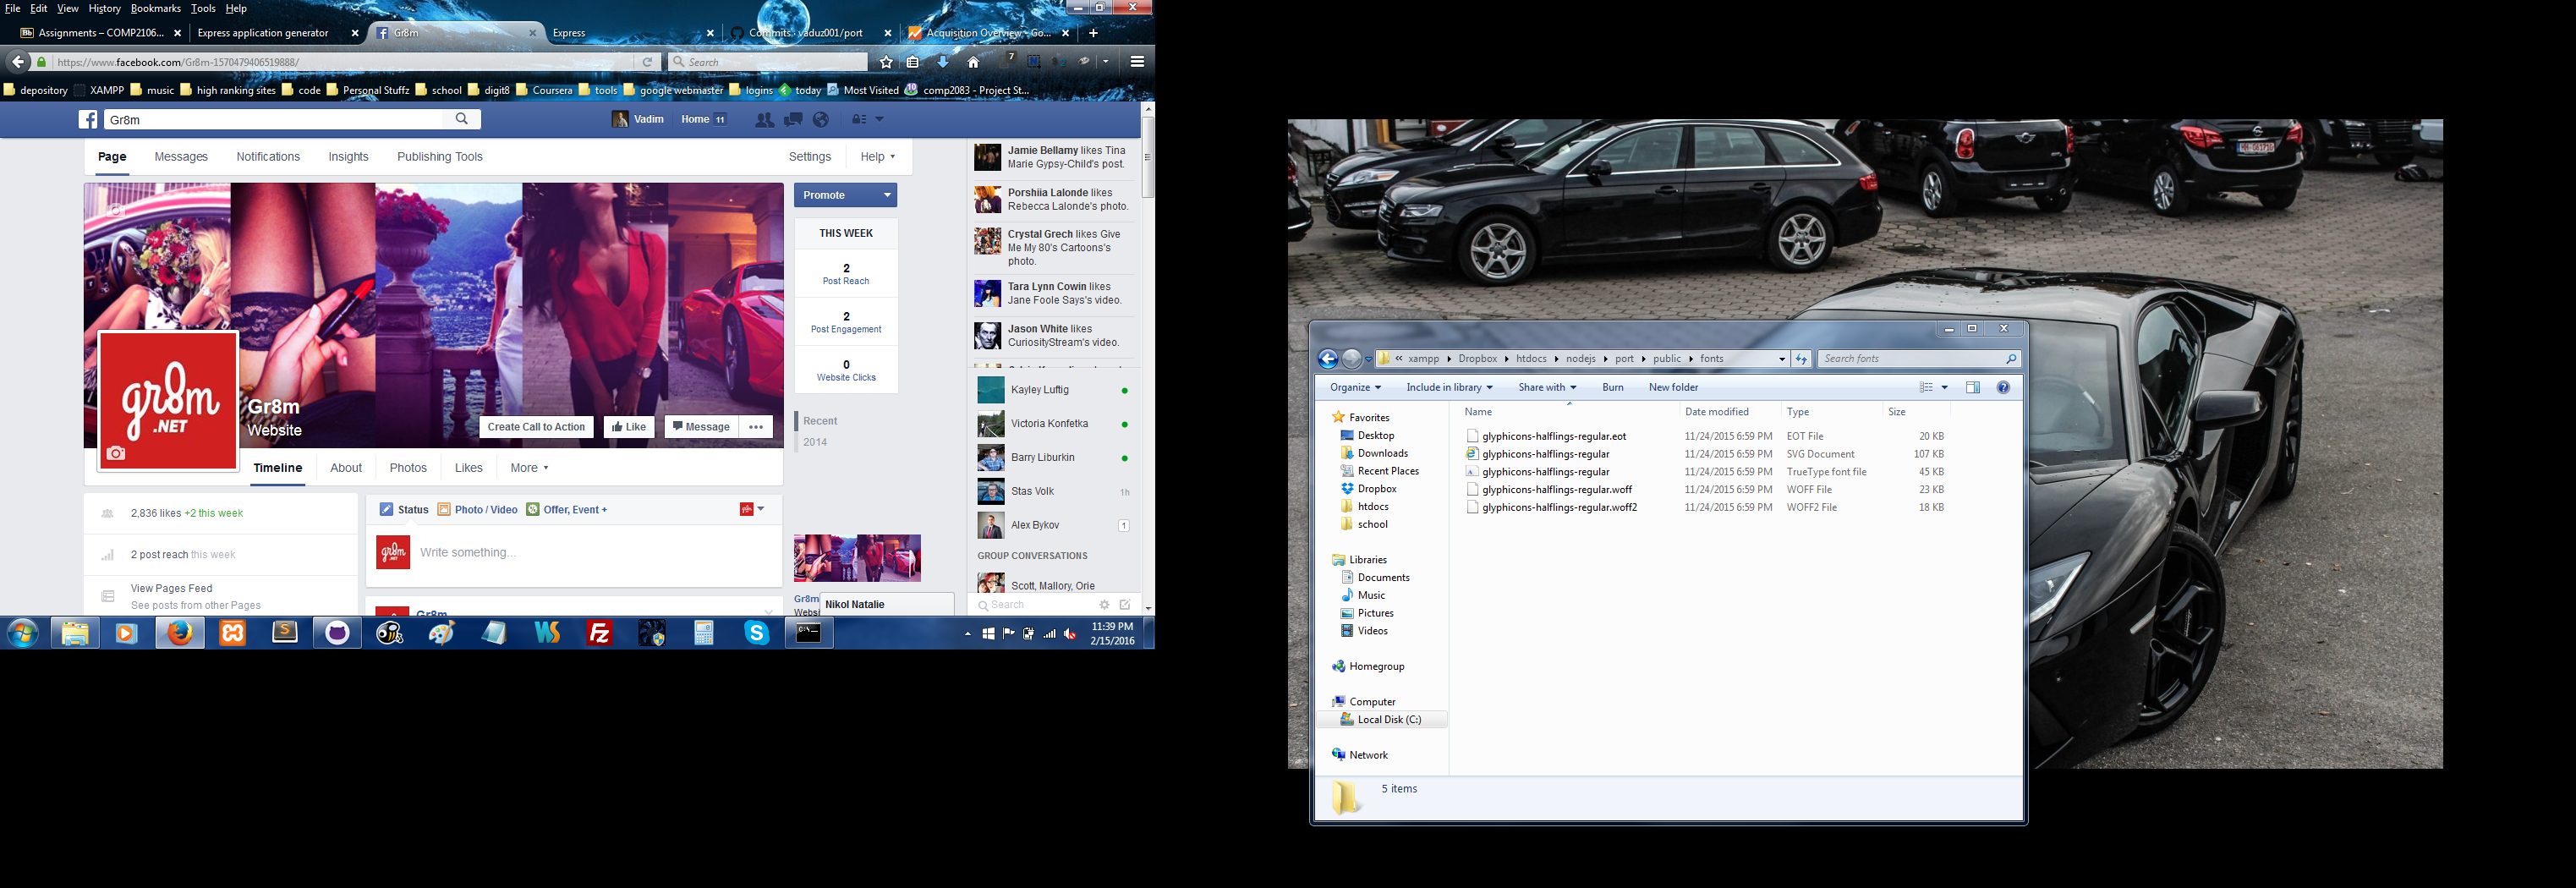 File Edit View History Bookmarks Tools Help
Assignments – COMP2106...
Express application generator
Gr8m
Express
Commits · vaduz001/port
Acquisition Overview - Go...
https://www.facebook.com/Gr8m-1570479406519888/
Search
7
depository XAMPP music high ranking sites code Personal Stuffz school digit8 Coursera tools google webmaster logins today Most Visited comp2083 - Project St...
Gr8m
Vadim Home 11
Page Messages Notifications Insights Publishing Tools Settings Help
gr8m
.NET
Gr8m
Website
Create Call to Action Like Message
Timeline About Photos Likes More
2,836 likes +2 this week
2 post reach this week
View Pages Feed
See posts from other Pages
Status Photo / Video Offer, Event +
gr8m
Write something...
Gr8m
Promote
THIS WEEK
2
Post Reach
2
Post Engagement
0
Website Clicks
Recent
2014
Gr8m
Websi
Nikol Natalie
Jamie Bellamy likes Tina
Marie Gypsy-Child's post.
Porshiia Lalonde likes
Rebecca Lalonde's photo.
Crystal Grech likes Give
Me My 80's Cartoons's
photo.
Tara Lynn Cowin likes
Jane Foole Says's video.
Jason White likes
CuriosityStream's video.
Kayley Luftig
Victoria Konfetka
Barry Liburkin
Stas Volk 1h
Alex Bykov 1
GROUP CONVERSATIONS
Scott, Mallory, Orie
Search
11:39 PM
2/15/2016
« xampp Dropbox htdocs nodejs port public fonts
Search fonts
Organize Include in library Share with Burn New folder
Favorites
Desktop
Downloads
Recent Places
Dropbox
htdocs
school
Libraries
Documents
Music
Pictures
Videos
Homegroup
Computer
Local Disk (C:)
Network
Name Date modified Type Size
glyphicons-halflings-regular.eot 11/24/2015 6:59 PM EOT File 20 KB
glyphicons-halflings-regular 11/24/2015 6:59 PM SVG Document 107 KB
glyphicons-halflings-regular 11/24/2015 6:59 PM TrueType font file 45 KB
glyphicons-halflings-regular.woff 11/24/2015 6:59 PM WOFF File 23 KB
glyphicons-halflings-regular.woff2 11/24/2015 6:59 PM WOFF2 File 18 KB
5 items